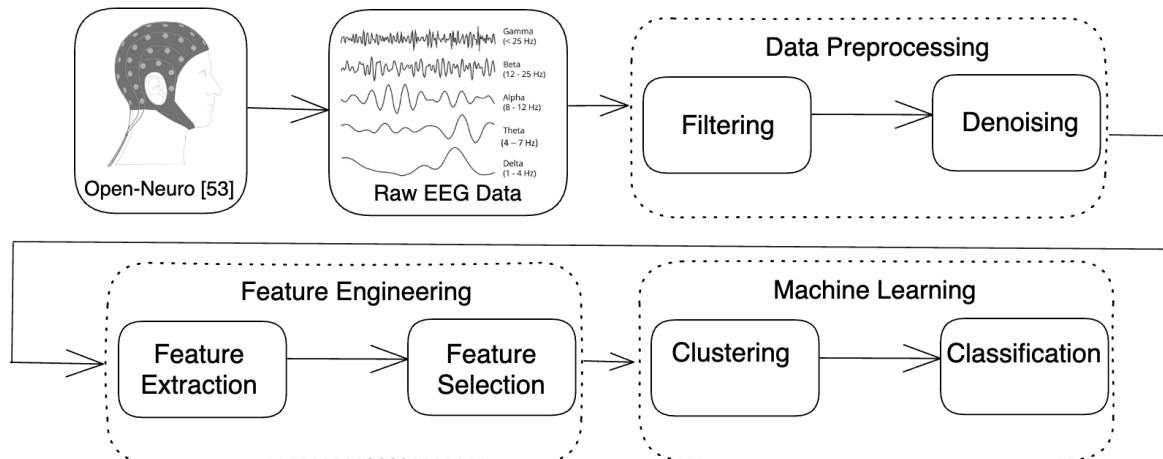 Open-Neuro [53]
Gamma
(< 25 Hz)
Beta
(12 - 25 Hz)
Alpha
(8 - 12 Hz)
Theta
(4 – 7 Hz)
Delta
(1 - 4 Hz)
Raw EEG Data
Data Preprocessing
Filtering
Denoising
Feature Engineering
Feature
Extraction
Feature
Selection
Machine Learning
Clustering
Classification